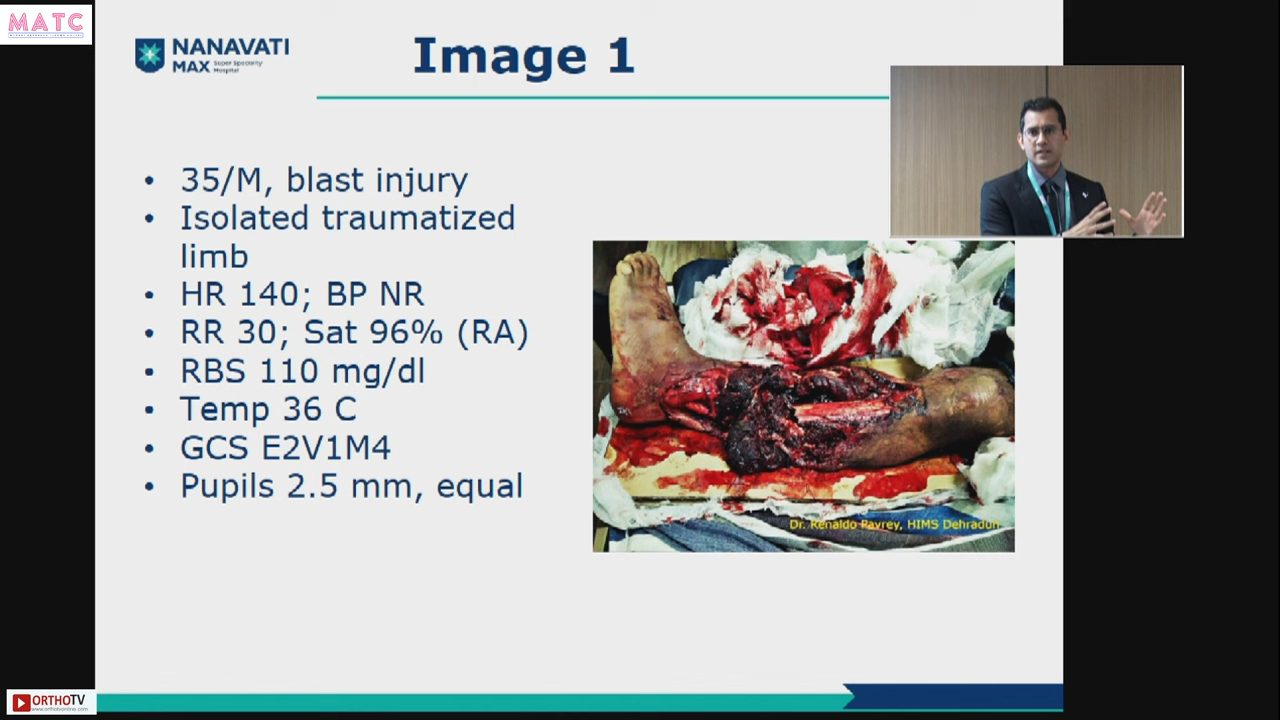 MATC
NANAVATI
MAX Super Speciality Hospital
Image 1
• 35/M, blast injury
• Isolated traumatized
limb
• HR 140; BP NR
• RR 30; Sat 96% (RA)
• RBS 110 mg/dl
• Temp 36 C
• GCS E2V1M4
• Pupils 2.5 mm, equal
Dr. Renaldo Pavrey, HIMS Dehradun
ORTHOTV
www.orthotvonline.com